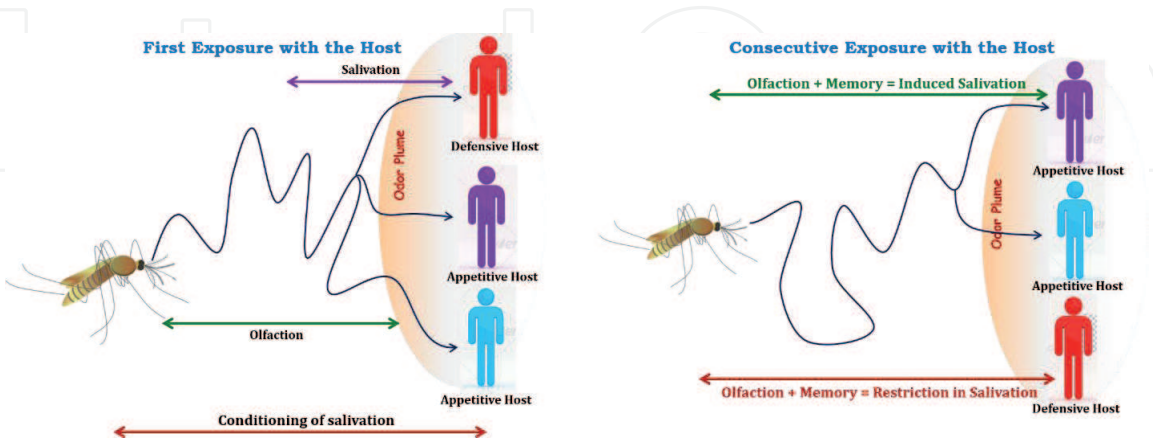 First Exposure with the Host
Salivation
Defensive Host
Odor Plume
Appetitive Host
Olfaction
Appetitive Host
Conditioning of salivation
Consecutive Exposure with the Host
Olfaction + Memory = Induced Salivation
Appetitive Host
Odor Plume
Appetitive Host
Olfaction + Memory = Restriction in Salivation
Defensive Host